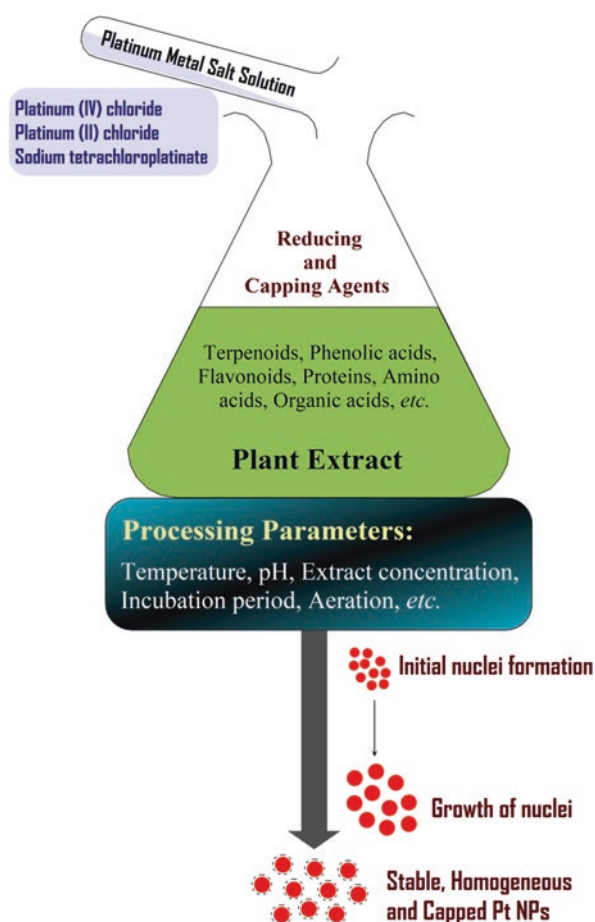 Platinum Metal Salt Solution
Platinum (IV) chloride
Platinum (II) chloride
Sodium tetrachloroplatinate
Reducing
and
Capping Agents
Terpenoids, Phenolic acids,
Flavonoids, Proteins, Amino
acids, Organic acids, etc.
Plant Extract
Processing Parameters:
Temperature, pH, Extract concentration,
Incubation period, Aeration, etc.
Initial nuclei formation
Growth of nuclei
Stable, Homogeneous
and Capped Pt NPs